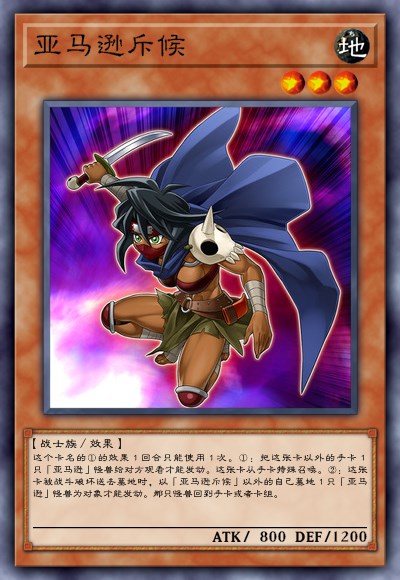 亚马逊斥候
地
【战士族/效果】
这个卡名的①的效果1回合只能使用1次。①:把这张卡以外的手卡1
只「亚马逊」怪兽给对方观看才能发动。这张卡从手卡特殊召唤。②:这张
卡被战斗破坏送去墓地时,以「亚马逊斥候」以外的自己墓地1只「亚马
逊」怪兽为对象才能发动。那只怪兽回到手卡或者卡组。
ATK/ 800 DEF/1200